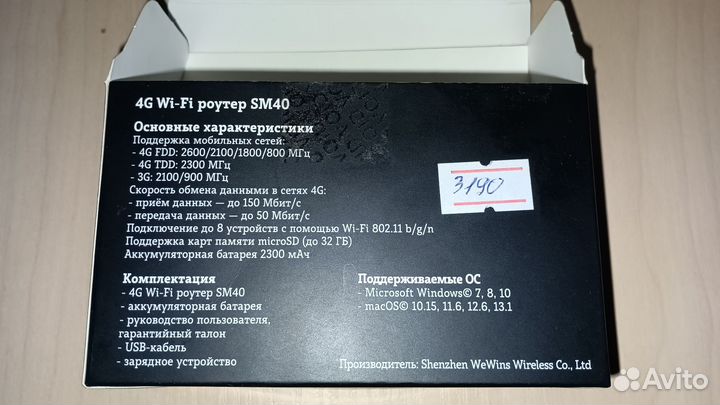 4G Wi-Fi роутер SM40
Основные характеристики
Поддержка мобильных сетей:
- 4G FDD: 2600/2100/1800/800 МГц
- 4G TDD: 2300 МГц
- 3G: 2100/900 МГц
Скорость обмена данными в сетях 4G:
- приём данных — до 150 Мбит/с
- передача данных — до 50 Мбит/с
Подключение до 8 устройств с помощью Wi-Fi 802.11 b/g/n
Поддержка карт памяти microSD (до 32 ГБ)
Аккумуляторная батарея 2300 мАч
3190
Комплектация
- 4G Wi-Fi роутер SM40
- аккумуляторная батарея
- руководство пользователя,
гарантийный талон
- USB-кабель
- зарядное устройство
Поддерживаемые ОС
- Microsoft Windows© 7, 8, 10
- macOS© 10.15, 11.6, 12.6, 13.1
Производитель: Shenzhen WeWins Wireless Co., Ltd
Avito